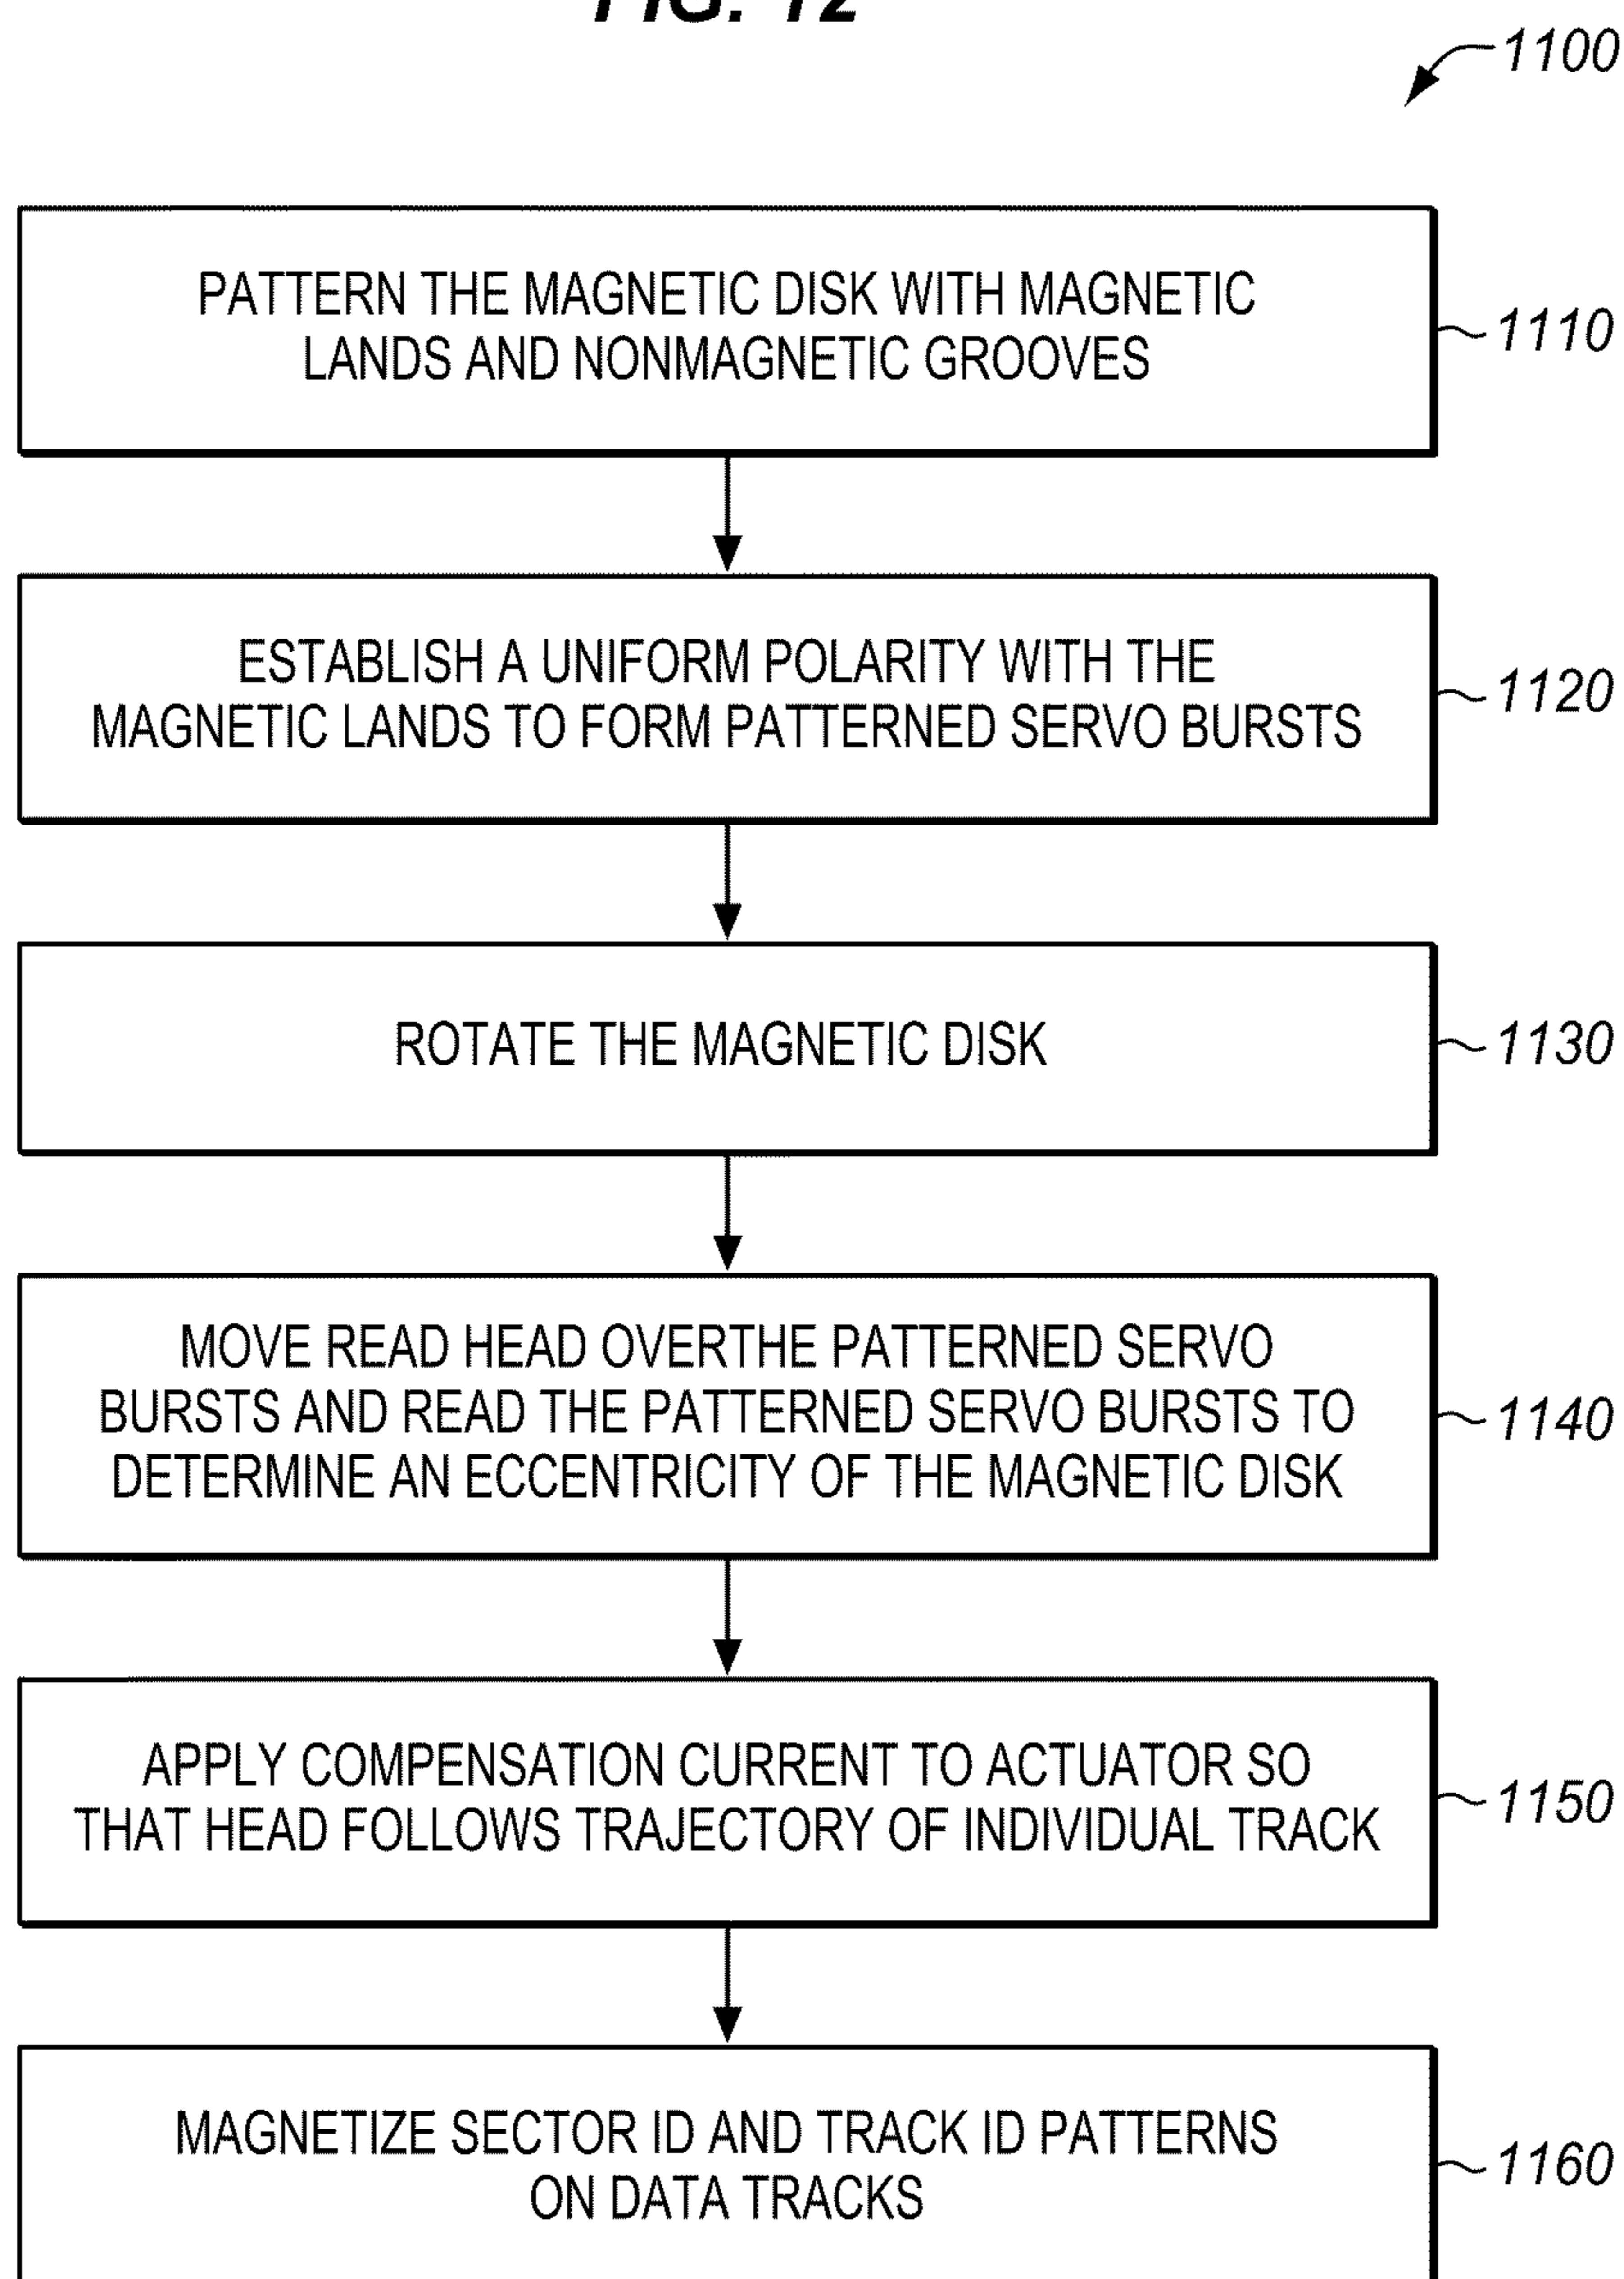 FIG. 12
1100
PATTERN THE MAGNETIC DISK WITH MAGNETIC
LANDS AND NONMAGNETIC GROOVES
1110
ESTABLISH A UNIFORM POLARITY WITH THE
MAGNETIC LANDS TO FORM PATTERNED SERVO BURSTS
1120
ROTATE THE MAGNETIC DISK
1130
MOVE READ HEAD OVERTHE PATTERNED SERVO
BURSTS AND READ THE PATTERNED SERVO BURSTS TO
DETERMINE AN ECCENTRICITY OF THE MAGNETIC DISK
1140
APPLY COMPENSATION CURRENT TO ACTUATOR SO
THAT HEAD FOLLOWS TRAJECTORY OF INDIVIDUAL TRACK
1150
MAGNETIZE SECTOR ID AND TRACK ID PATTERNS
ON DATA TRACKS
1160